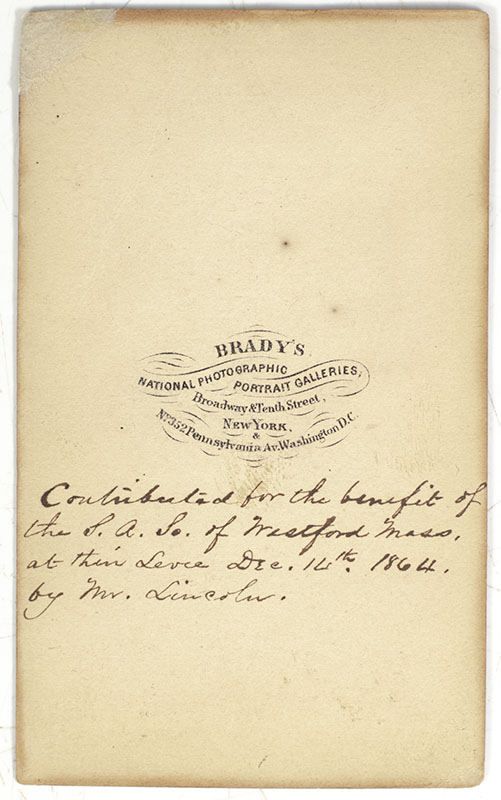 BRADY'S
NATIONAL PHOTOGRAPHIC
PORTRAIT GALLERIES,
Broadway & Tenth Street,
NEW YORK,
&
No. 352 Pennsylvania Av. Washington D.C.
Contributed for the benefit of
the S. A. So. of Westford Mass.
at thin Levee Dec. 14th. 1864.
by Mr. Lincoln.